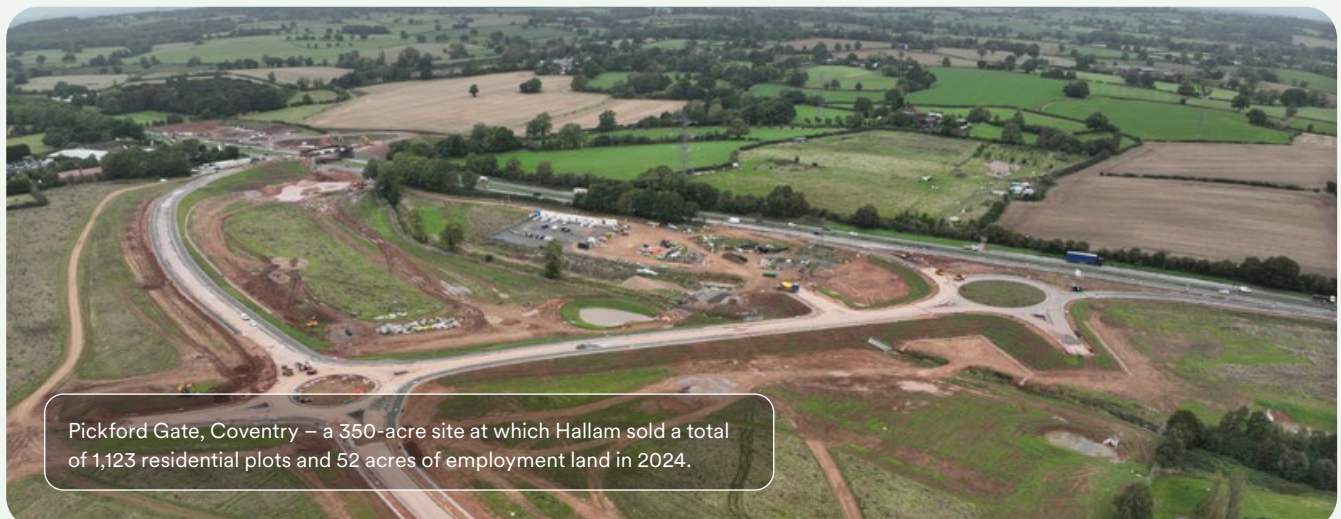 Pickford Gate, Coventry – a 350-acre site at which Hallam sold a total
of 1,123 residential plots and 52 acres of employment land in 2024.